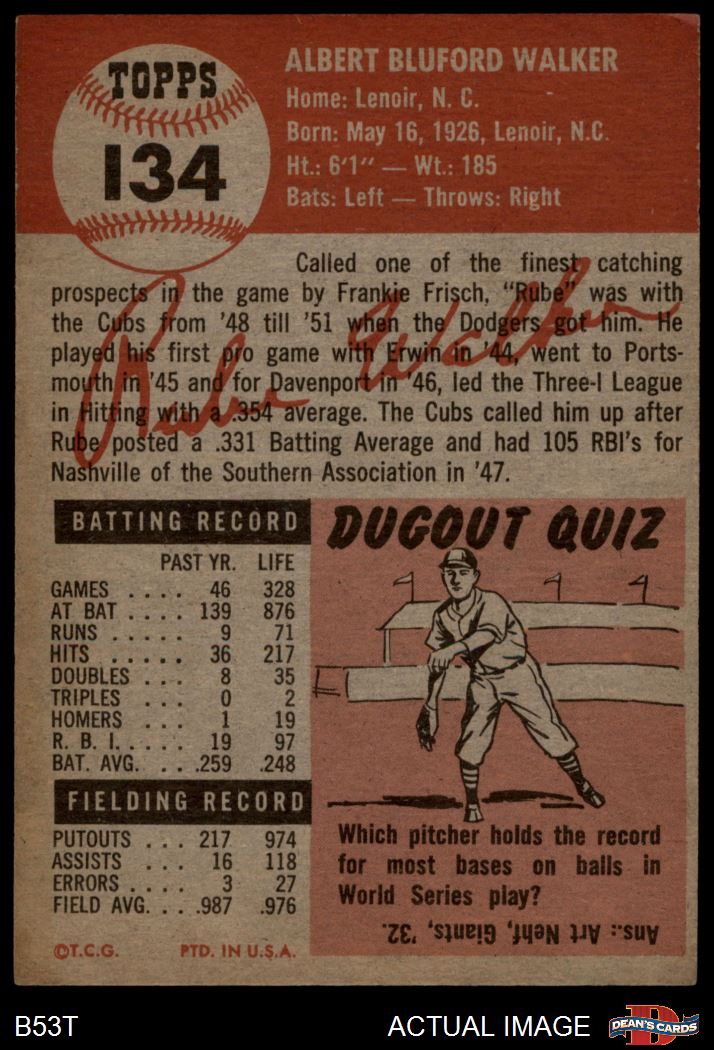 TOPPS
134
ALBERT BLUFORD WALKER
Home: Lenoir, N. C.
Born: May 16, 1926, Lenoir, N.C.
Ht.: 6'1" — Wt.: 185
Bats: Left — Throws: Right
Called one of the finest catching
prospects in the game by Frankie Frisch, "Rube" was with
the Cubs from '48 till '51 when the Dodgers got him. He
played his first pro game with Erwin in '44, went to Ports-
mouth in '45 and for Davenport in '46, led the Three-I League
in Hitting with a .354 average. The Cubs called him up after
Rube posted a .331 Batting Average and had 105 RBI's for
Nashville of the Southern Association in '47.
Rube Walker
BATTING RECORD
PAST YR. LIFE
GAMES .... 46 328
AT BAT .... 139 876
RUNS ..... 9 71
HITS ..... 36 217
DOUBLES ... 8 35
TRIPLES ... 0 2
HOMERS ... 1 19
R. B. I. .... 19 97
BAT. AVG. ... .259 .248
FIELDING RECORD
PUTOUTS ... 217 974
ASSISTS ... 16 118
ERRORS .... 3 27
FIELD AVG. ... .987 .976
©T.C.G. PTD. IN U.S.A.
DUGOUT QUIZ
Which pitcher holds the record
for most bases on balls in
World Series play?
Ans.: Art Nehf, Giants, '32.
B53T
ACTUAL IMAGE
DEAN'S CARDS